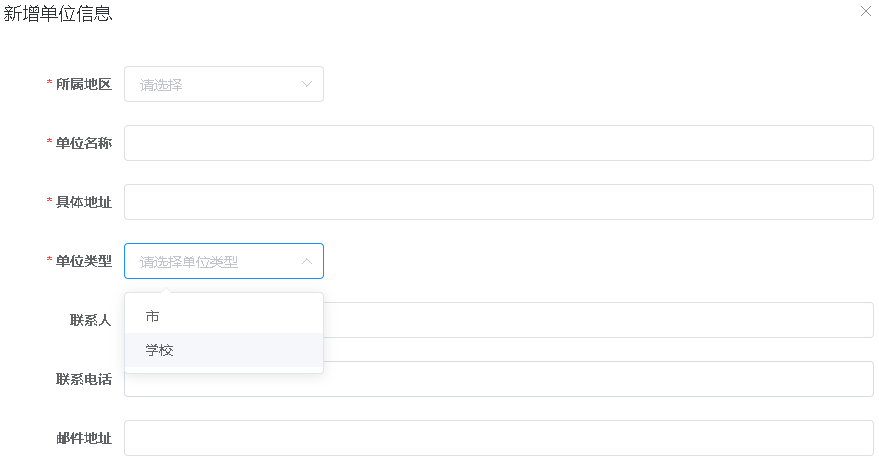 新增单位信息
* 所属地区 请选择
* 单位名称
* 具体地址
* 单位类型 请选择单位类型
市
联系人
学校
联系电话
邮件地址